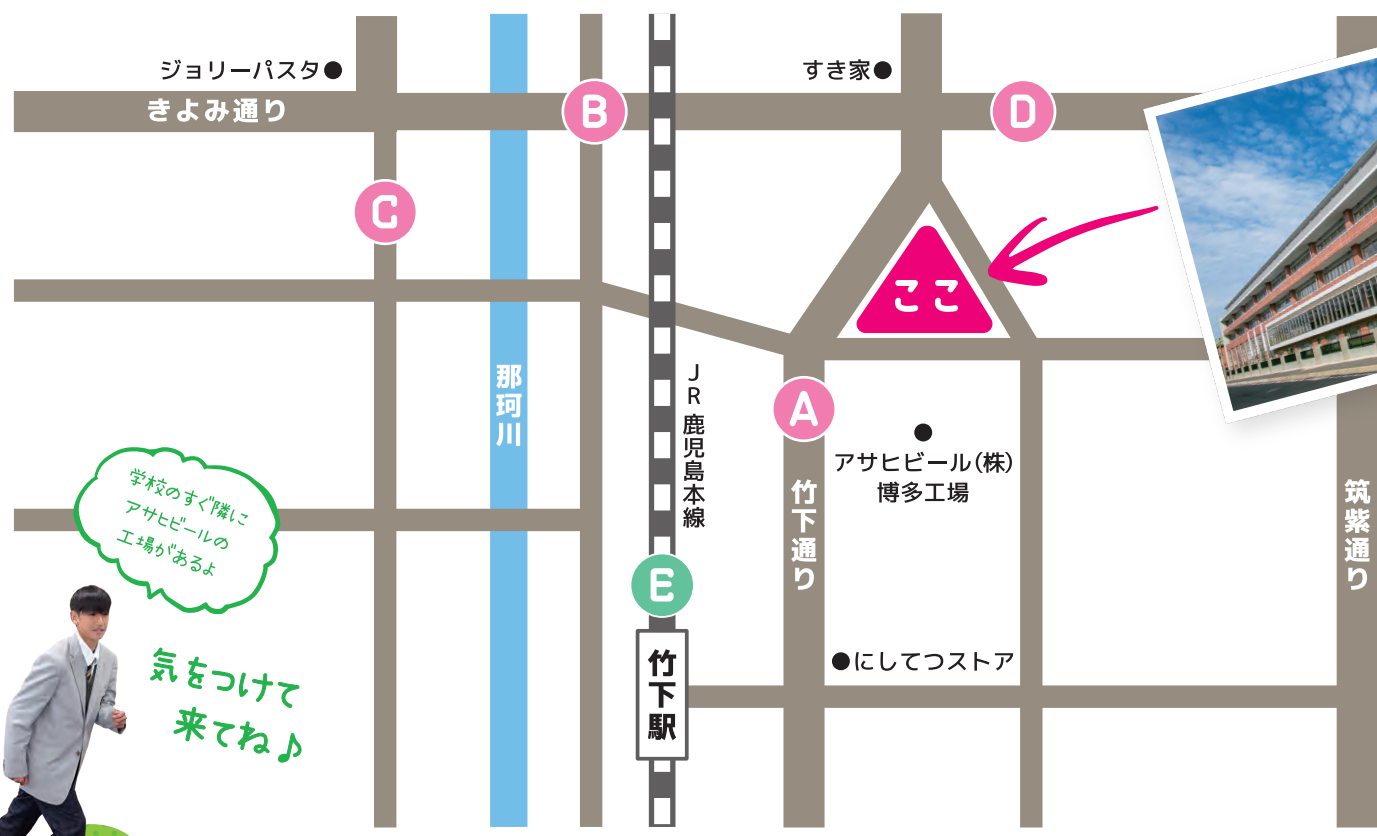 ジョリーパスタ●
すき家●
きよみ通り
B
D
C
ここ
那珂川
JR鹿児島本線
A
アサヒビール(株)
博多工場
竹下通り
筑紫通り
学校のすぐ隣に
アサヒビールの
工場があるよ
E
竹下駅
●にしてつストア
気をつけて
来てね♪